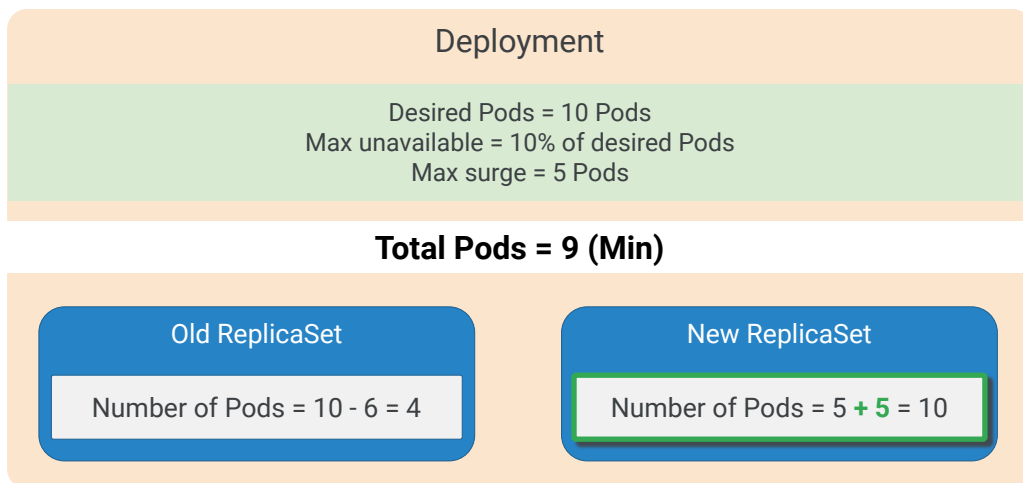 Deployment
Desired Pods = 10 Pods
Max unavailable = 10% of desired Pods
Max surge = 5 Pods
Total Pods = 9 (Min)
Old ReplicaSet
Number of Pods = 10 - 6 = 4
New ReplicaSet
Number of Pods = 5 + 5 = 10